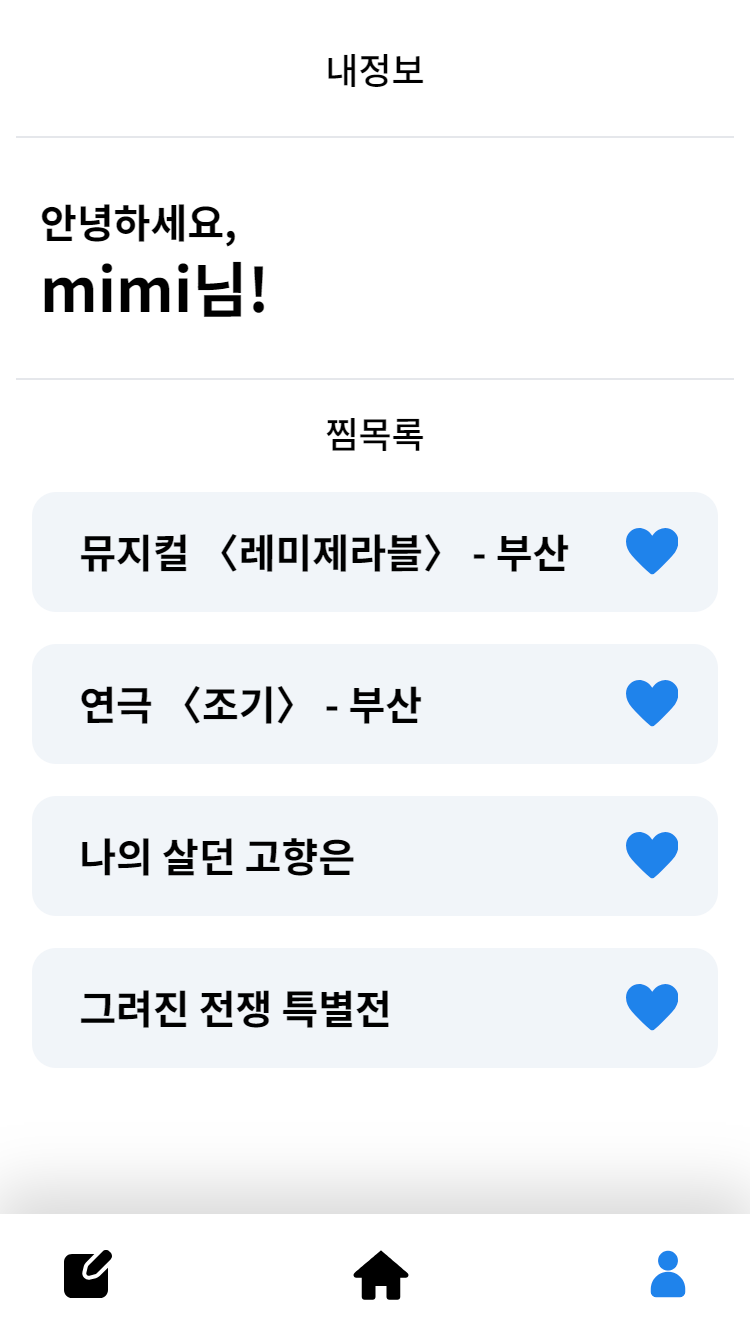 내정보
안녕하세요,
mimi님!
찜목록
뮤지컬 〈레미제라블〉 - 부산
연극 〈조기〉 - 부산
나의 살던 고향은
그려진 전쟁 특별전